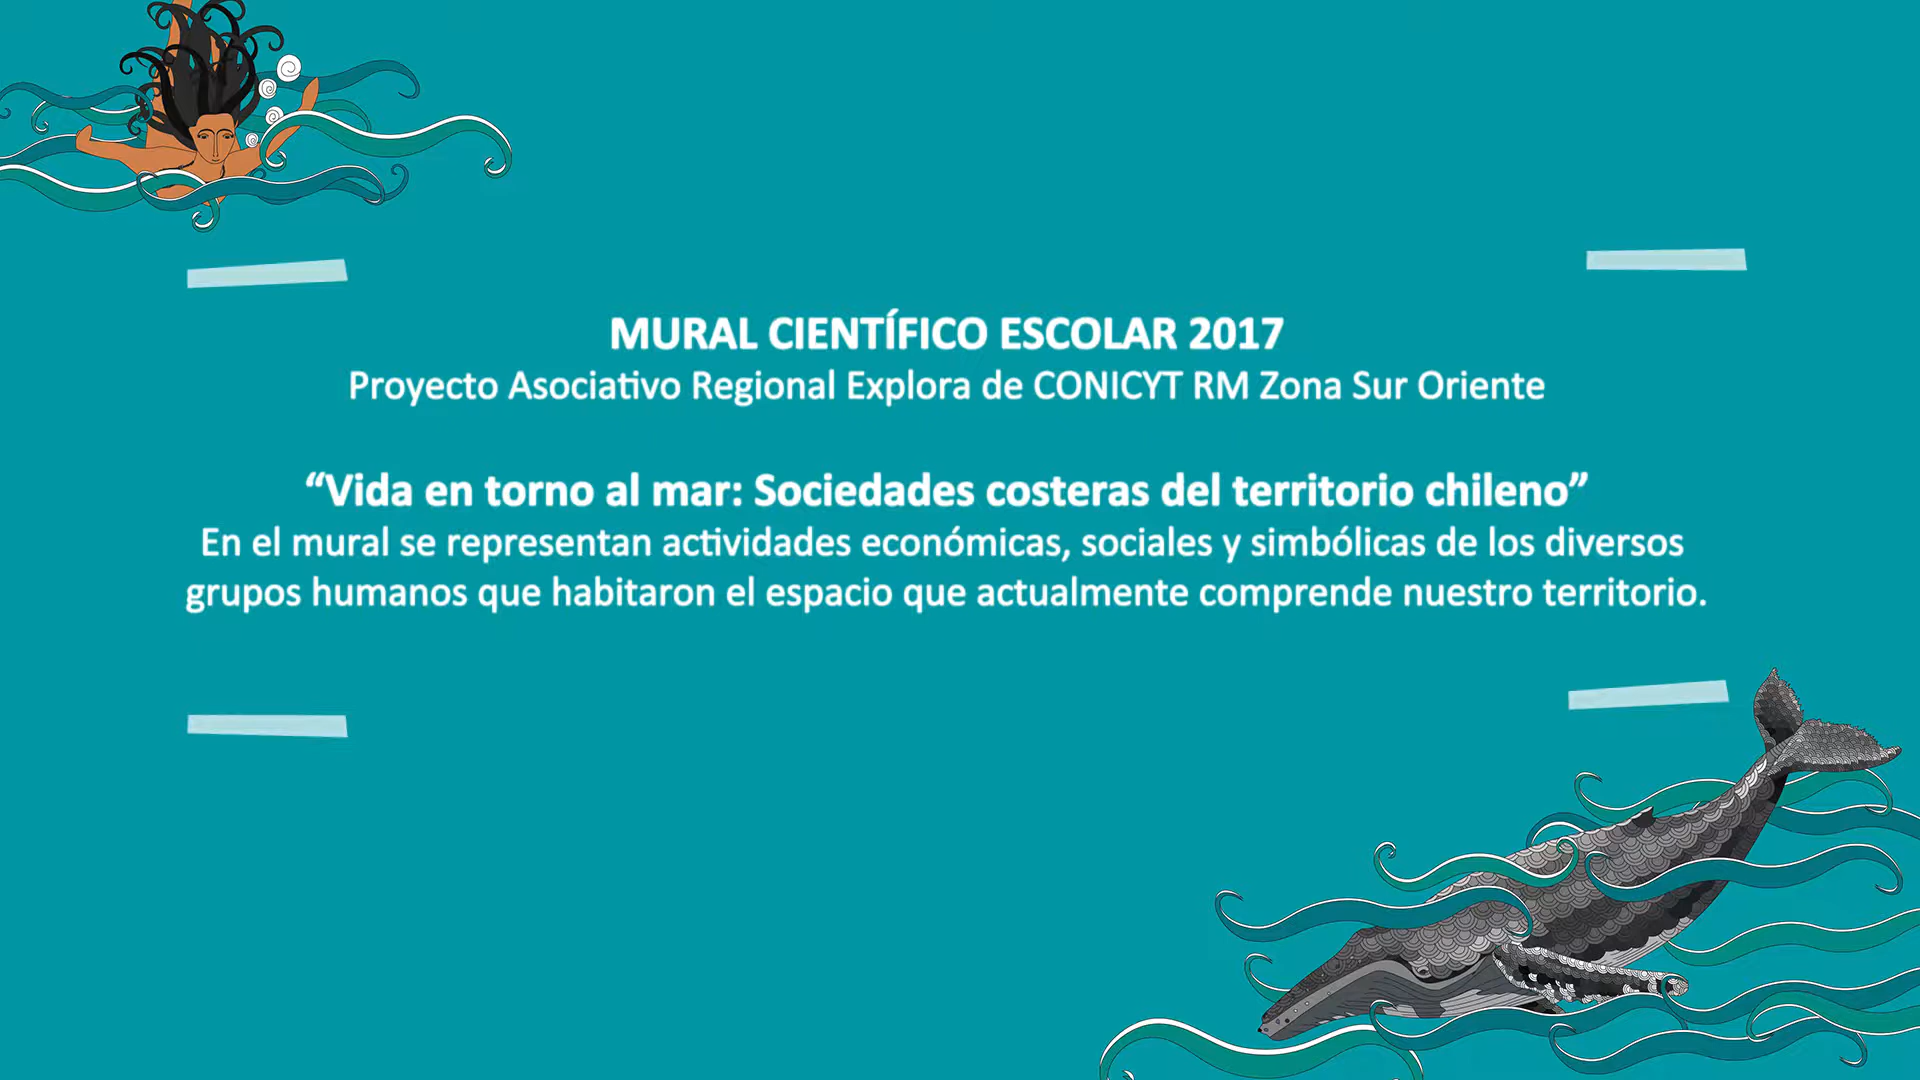 MURAL CIENTÍFICO ESCOLAR 2017
Proyecto Asociativo Regional Explora de CONICYT RM Zona Sur Oriente
“Vida en torno al mar: Sociedades costeras del territorio chileno”
En el mural se representan actividades económicas, sociales y simbólicas de los diversos
grupos humanos que habitaron el espacio que actualmente comprende nuestro territorio.